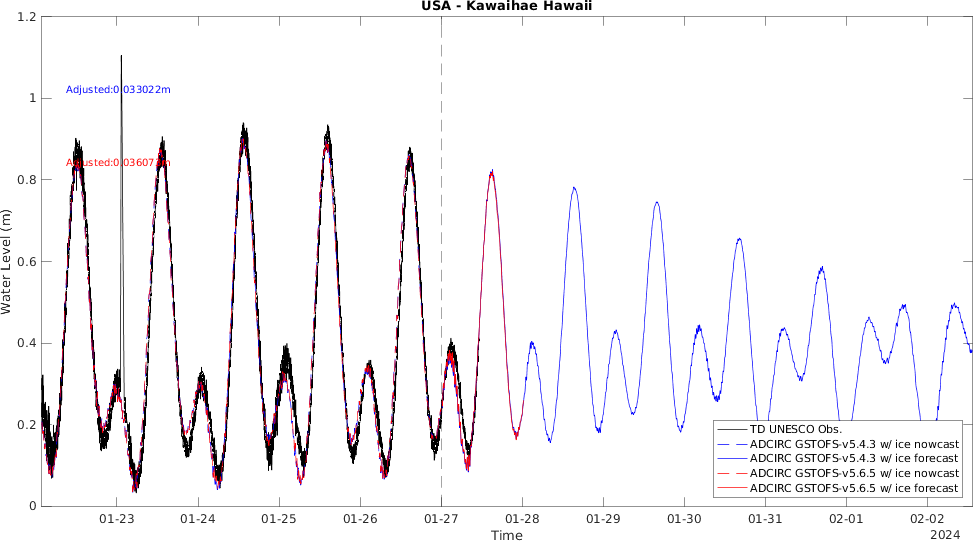 USA - Kawaihae Hawaii
1.2
1
0.8
0.6
0.4
0.2
0
Water Level (m)
Adjusted:0.033022m
01-23
01-24
01-25
01-26
01-27
01-28
01-29
01-30
01-31
02-01
02-02
2024
Time
TD UNESCO Obs.
ADCIRC GSTOFS-v5.4.3 w/ ice nowcast
ADCIRC GSTOFS-v5.4.3 w/ ice forecast
ADCIRC GSTOFS-v5.6.5 w/ ice nowcast
ADCIRC GSTOFS-v5.6.5 w/ ice forecast